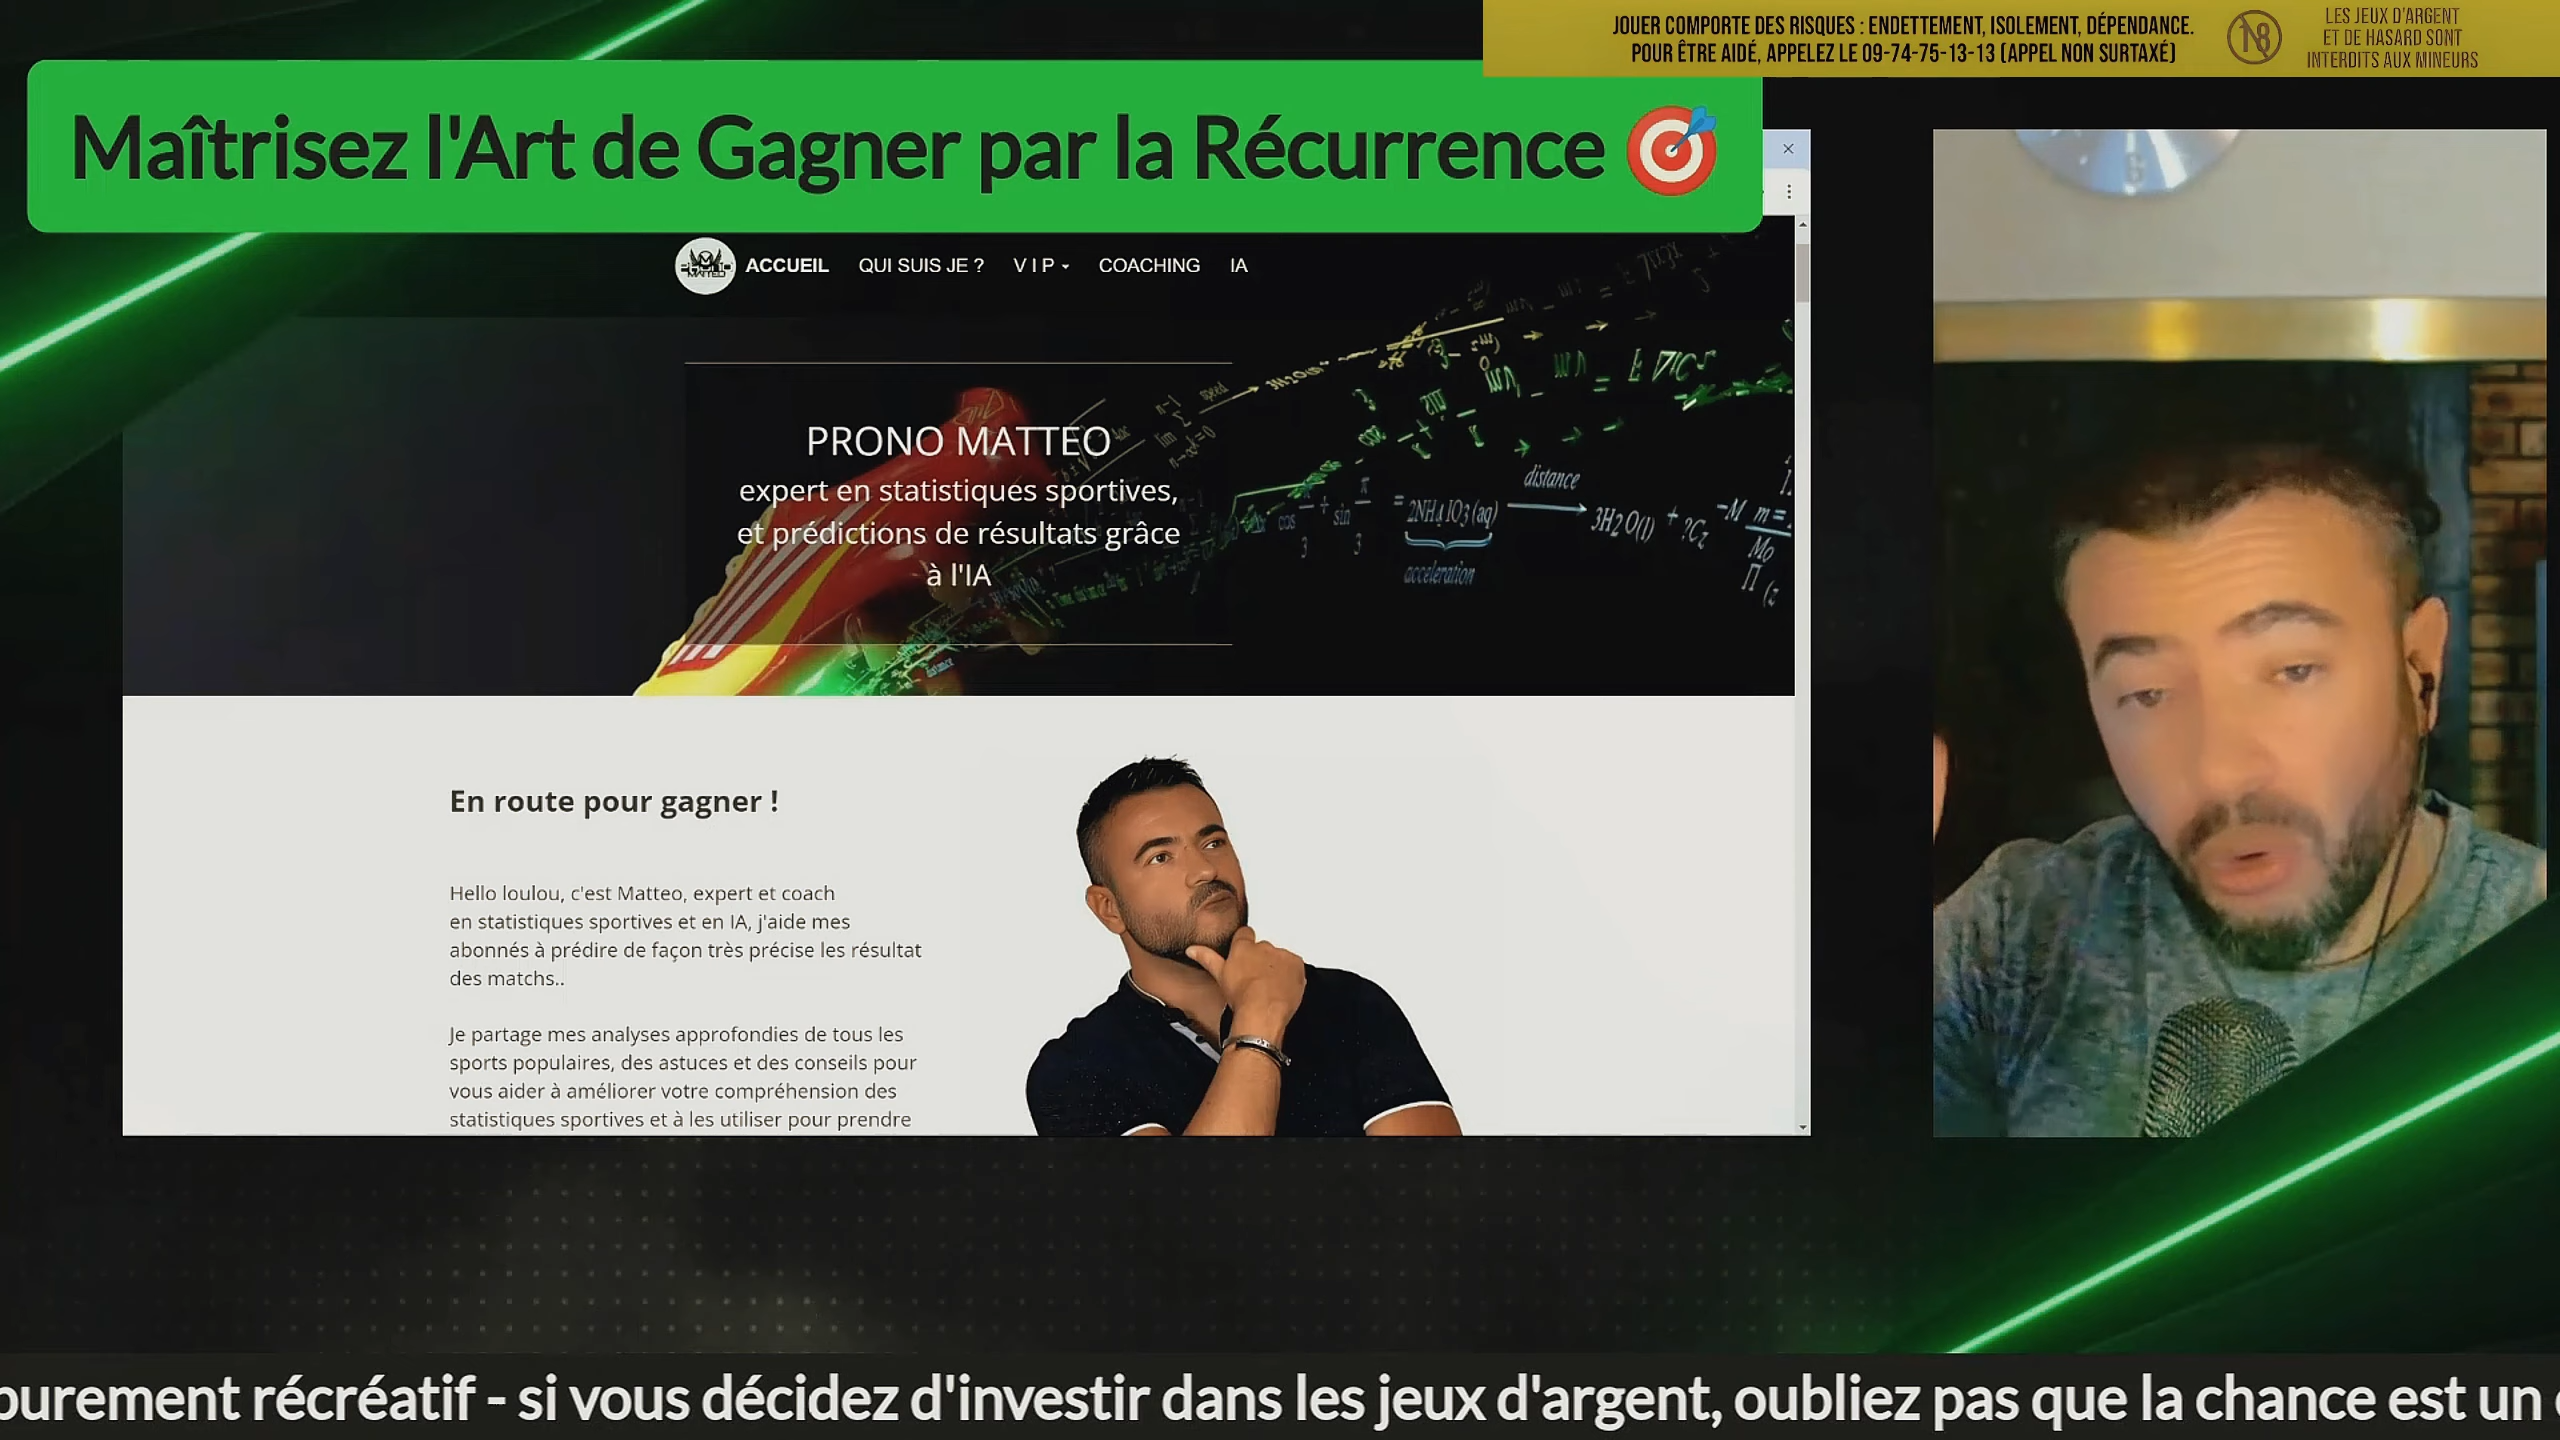 JOUER COMPORTE DES RISQUES : ENDETTEMENT, ISOLEMENT, DÉPENDANCE.
POUR ÊTRE AIDÉ, APPELEZ LE 09-74-75-13-13 (APPEL NON SURTAXÉ)
18
LES JEUX D'ARGENT
ET DE HASARD SONT
INTERDITS AUX MINEURS
Maîtrisez l'Art de Gagner par la Récurrence 🎯
MATTEO
ACCUEIL QUI SUIS JE ? V I P COACHING IA
PRONO MATTEO
expert en statistiques sportives,
et prédictions de résultats grâce
à l'IA
speed
distance
acceleration
distance
En route pour gagner !
Hello loulou, c'est Matteo, expert et coach
en statistiques sportives et en IA, j'aide mes
abonnés à prédire de façon très précise les résultat
des matchs..
Je partage mes analyses approfondies de tous les
sports populaires, des astuces et des conseils pour
vous aider à améliorer votre compréhension des
statistiques sportives et à les utiliser pour prendre
purement récréatif - si vous décidez d'investir dans les jeux d'argent, oubliez pas que la chance est un